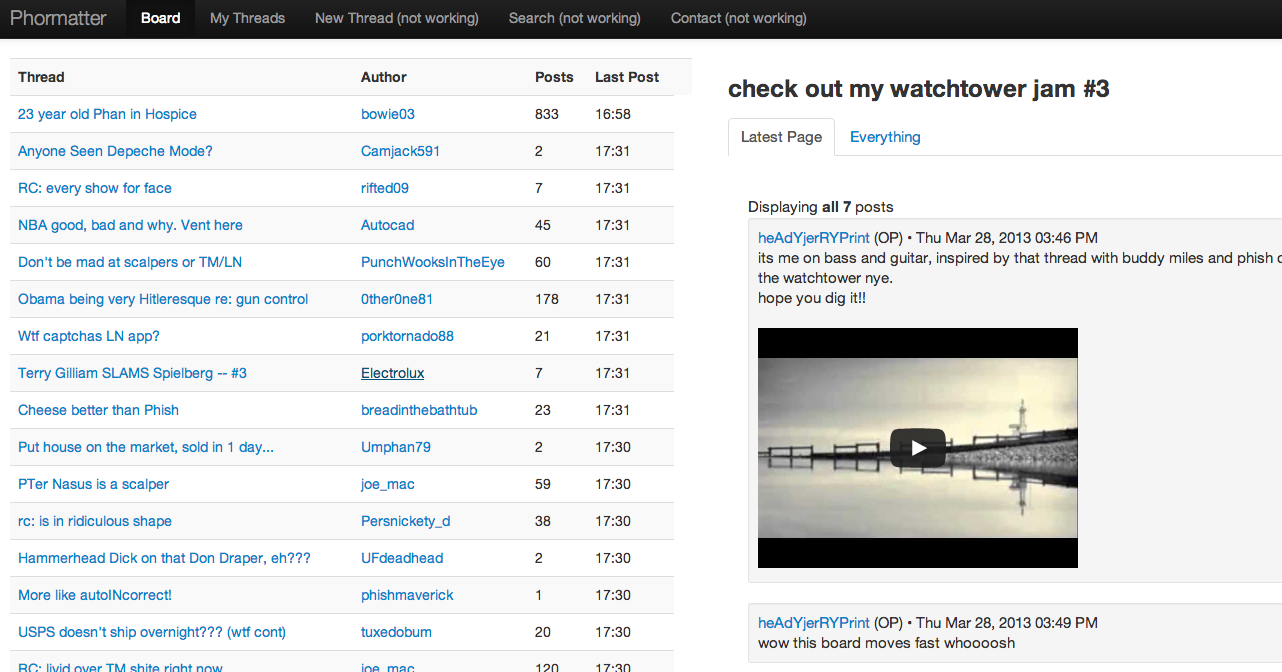 Phormatter Board My Threads New Thread (not working) Search (not working) Contact (not working)
Thread Author Posts Last Post
23 year old Phan in Hospice bowie03 833 16:58
Anyone Seen Depeche Mode? Camjack591 2 17:31
RC: every show for face rifted09 7 17:31
NBA good, bad and why. Vent here Autocad 45 17:31
Don't be mad at scalpers or TM/LN PunchWooksInTheEye 60 17:31
Obama being very Hitleresque re: gun control 0ther0ne81 178 17:31
Wtf captchas LN app? porktornado88 21 17:31
Terry Gilliam SLAMS Spielberg -- #3 Electrolux 7 17:31
Cheese better than Phish breadinthebathtub 23 17:31
Put house on the market, sold in 1 day... Umphan79 2 17:30
PTer Nasus is a scalper joe_mac 59 17:30
rc: is in ridiculous shape Persnickety_d 38 17:30
Hammerhead Dick on that Don Draper, eh??? UFdeadhead 2 17:30
More like autoINcorrect! phishmaverick 1 17:30
USPS doesn't ship overnight??? (wtf cont) tuxedobum 20 17:30
RC: livid over TM shite right now joe_mac 120 17:30
check out my watchtower jam #3
Latest Page Everything
Displaying all 7 posts
heAdYjerRYPrint (OP) • Thu Mar 28, 2013 03:46 PM
its me on bass and guitar, inspired by that thread with buddy miles and phish
the watchtower nye.
hope you dig it!!
heAdYjerRYPrint (OP) • Thu Mar 28, 2013 03:49 PM
wow this board moves fast whoooosh